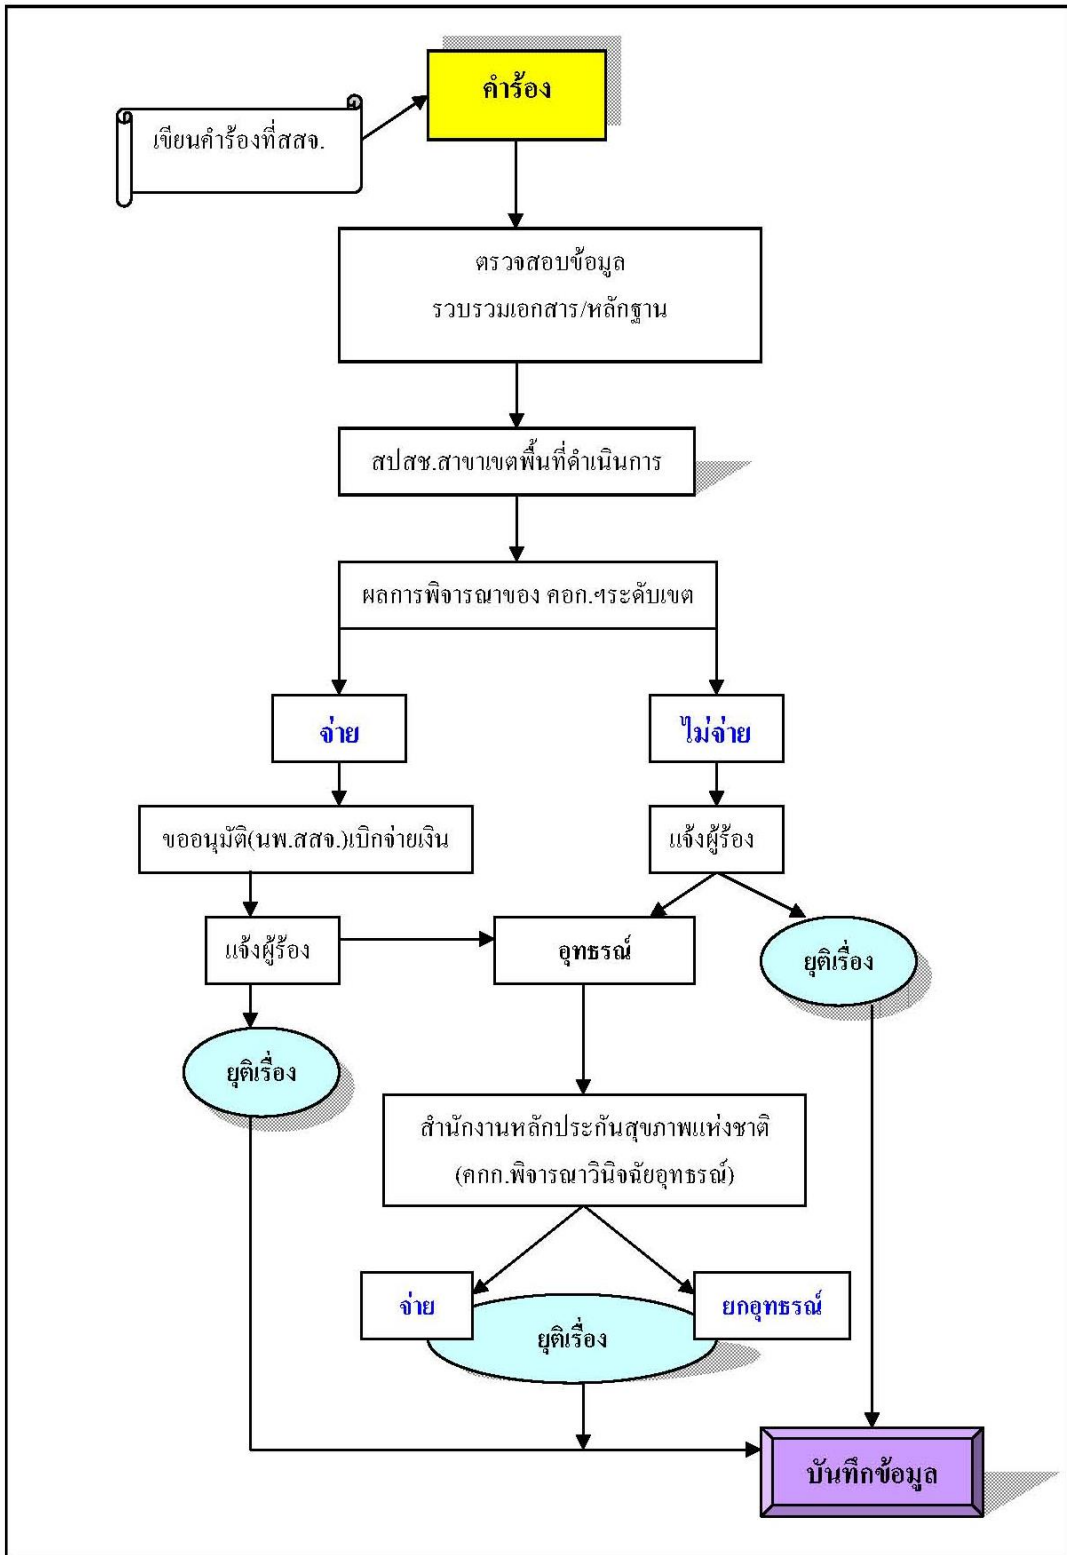 คำร้อง
เขียนคำร้องที่สสจ.
ตรวจสอบข้อมูล
รวบรวมเอกสาร/หลักฐาน
สปสช.สาขาเขตพื้นที่ดำเนินการ
ผลการพิจารณาของ คอก.ฯระดับเขต
จ่าย
ไม่จ่าย
ขออนุมัติ(นพ.สสจ.)เบิกจ่ายเงิน
แจ้งผู้ร้อง
แจ้งผู้ร้อง
อุทธรณ์
ยุติเรื่อง
ยุติเรื่อง
สำนักงานหลักประกันสุขภาพแห่งชาติ
(คกก.พิจารณาวินิจฉัยอุทธรณ์)
จ่าย
ยกอุทธรณ์
ยุติเรื่อง
บันทึกข้อมูล